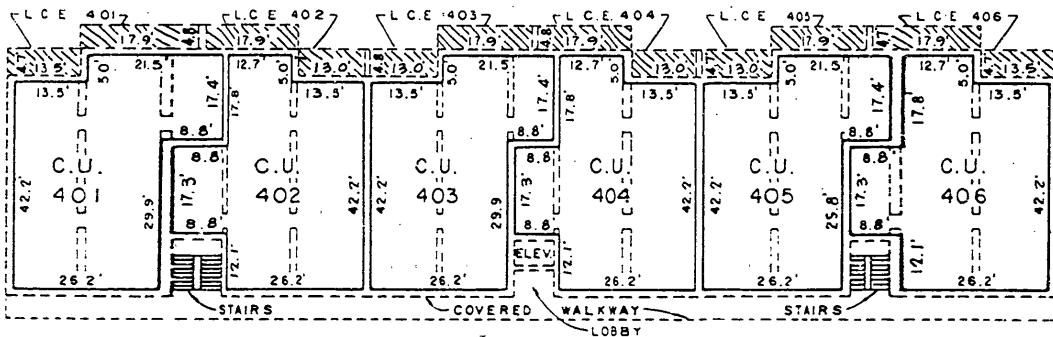 L.C.E. 401
L.C.E. 402
L.C.E. 403
L.C.E. 404
L.C.E. 405
L.C.E. 406
17.9' 4.8' 17.9' 17.9' 4.8' 17.9' 17.9' 4.7' 17.9'
4.7' 13.5' 5.0' 21.5' 12.7' 5.0' 13.0' 4.8' 13.0' 5.0' 21.5 12.7' 5.0' 13.0' 4.7' 13.0' 5.0' 21.5' 12.7' 5.0' 4.7' 13.5'
13.5' 17.4' 17.8' 13.5' 13.5' 17.4' 17.8' 13.5' 13.5' 17.4' 17.8' 13.5'
8.8' 8.8' 8.8'
8.8' 8.8' 8.8'
C.U. 401
C.U. 402
C.U. 403
C.U. 404
C.U. 405
C.U. 406
42.2' 29.9' 17.3' 42.2' 42.2' 29.9 17.3' 42.2' 42.2' 25.8' 17.3' 42.2'
8.8' 8.8' 8.8'
12.1' ELEV. 12.1' 12.1'
26.2' 26.2' 26.2' 26.2' 26.2' 26.2'
STAIRS COVERED WALKWAY STAIRS
LOBBY